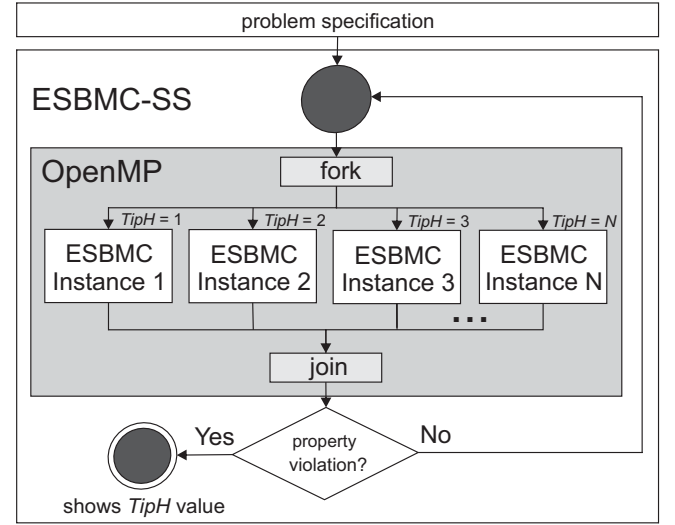 problem specification
ESBMC-SS
OpenMP
fork
TipH = 1
TipH = 2
TipH = 3
TipH = N
ESBMC
Instance 1
ESBMC
Instance 2
ESBMC
Instance 3
ESBMC
Instance N
...
join
Yes
property
violation?
No
shows TipH value